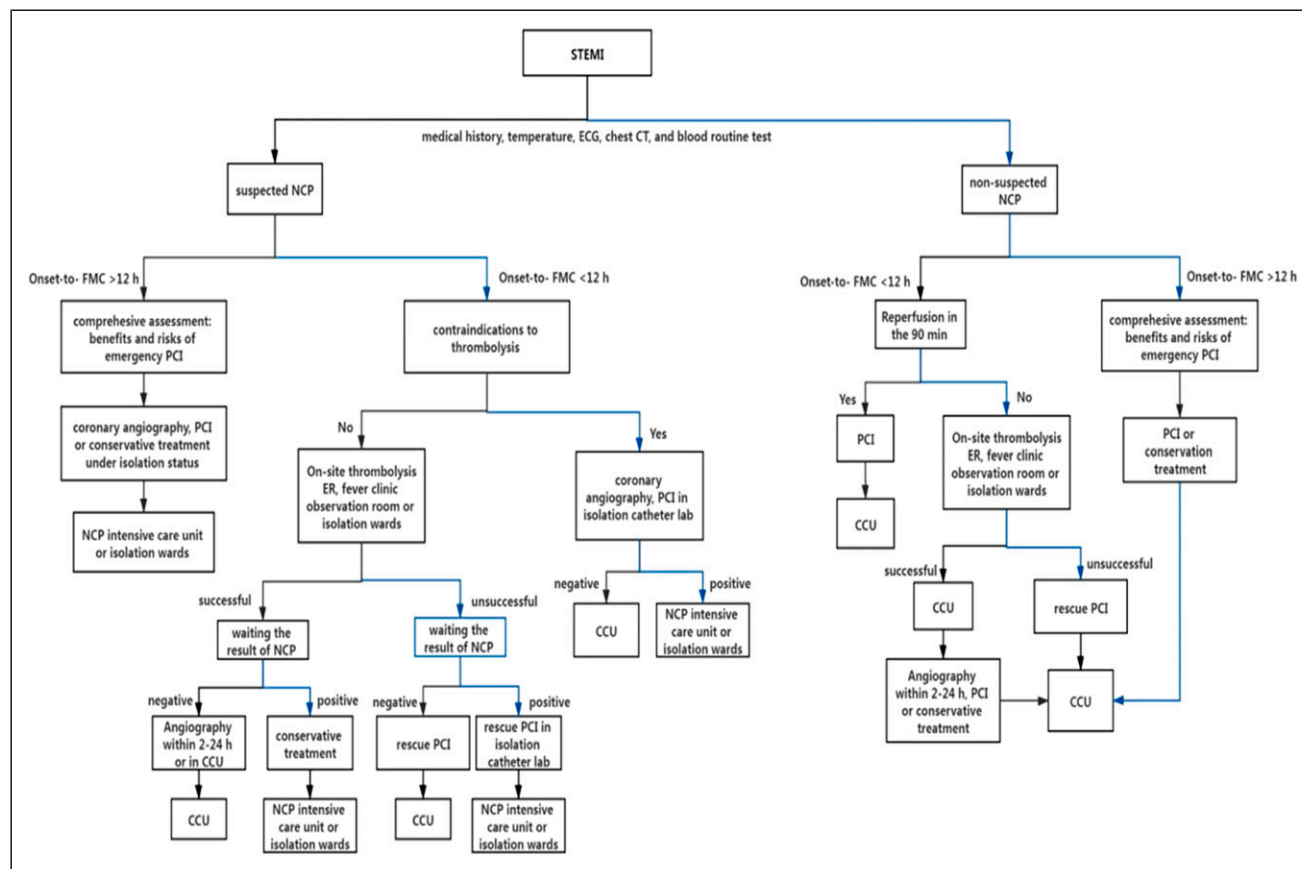 STEMI
medical history, temperature, ECG, chest CT, and blood routine test
suspected NCP
non-suspected
NCP
Onset-to- FMC >12 h
Onset-to- FMC <12 h
Onset-to- FMC <12 h
Onset-to- FMC >12 h
comprehesive assessment:
benefits and risks of
emergency PCI
contraindications to
thrombolysis
Reperfusion in
the 90 min
comprehesive assessment:
benefits and risks of
emergency PCI
coronary angiography, PCI
or conservative treatment
under isolation status
No
Yes
Yes
No
On-site thrombolysis
ER, fever clinic
observation room or
isolation wards
coronary
angiography, PCI in
isolation catheter lab
PCI
On-site thrombolysis
ER, fever clinic
observation room or
isolation wards
PCI or
conservation
treatment
NCP intensive care unit
or isolation wards
CCU
negative
positive
successful
unsuccessful
CCU
NCP intensive
care unit or
isolation wards
CCU
rescue PCI
successful
unsuccessful
waiting the
result of NCP
waiting the
result of NCP
Angiography
within 2-24 h, PCI
or conservative
treatment
CCU
negative
positive
negative
positive
Angiography
within 2-24 h
or in CCU
conservative
treatment
rescue PCI
rescue PCI in
isolation
catheter lab
CCU
NCP intensive
care unit or
isolation wards
CCU
NCP intensive
care unit or
isolation wards